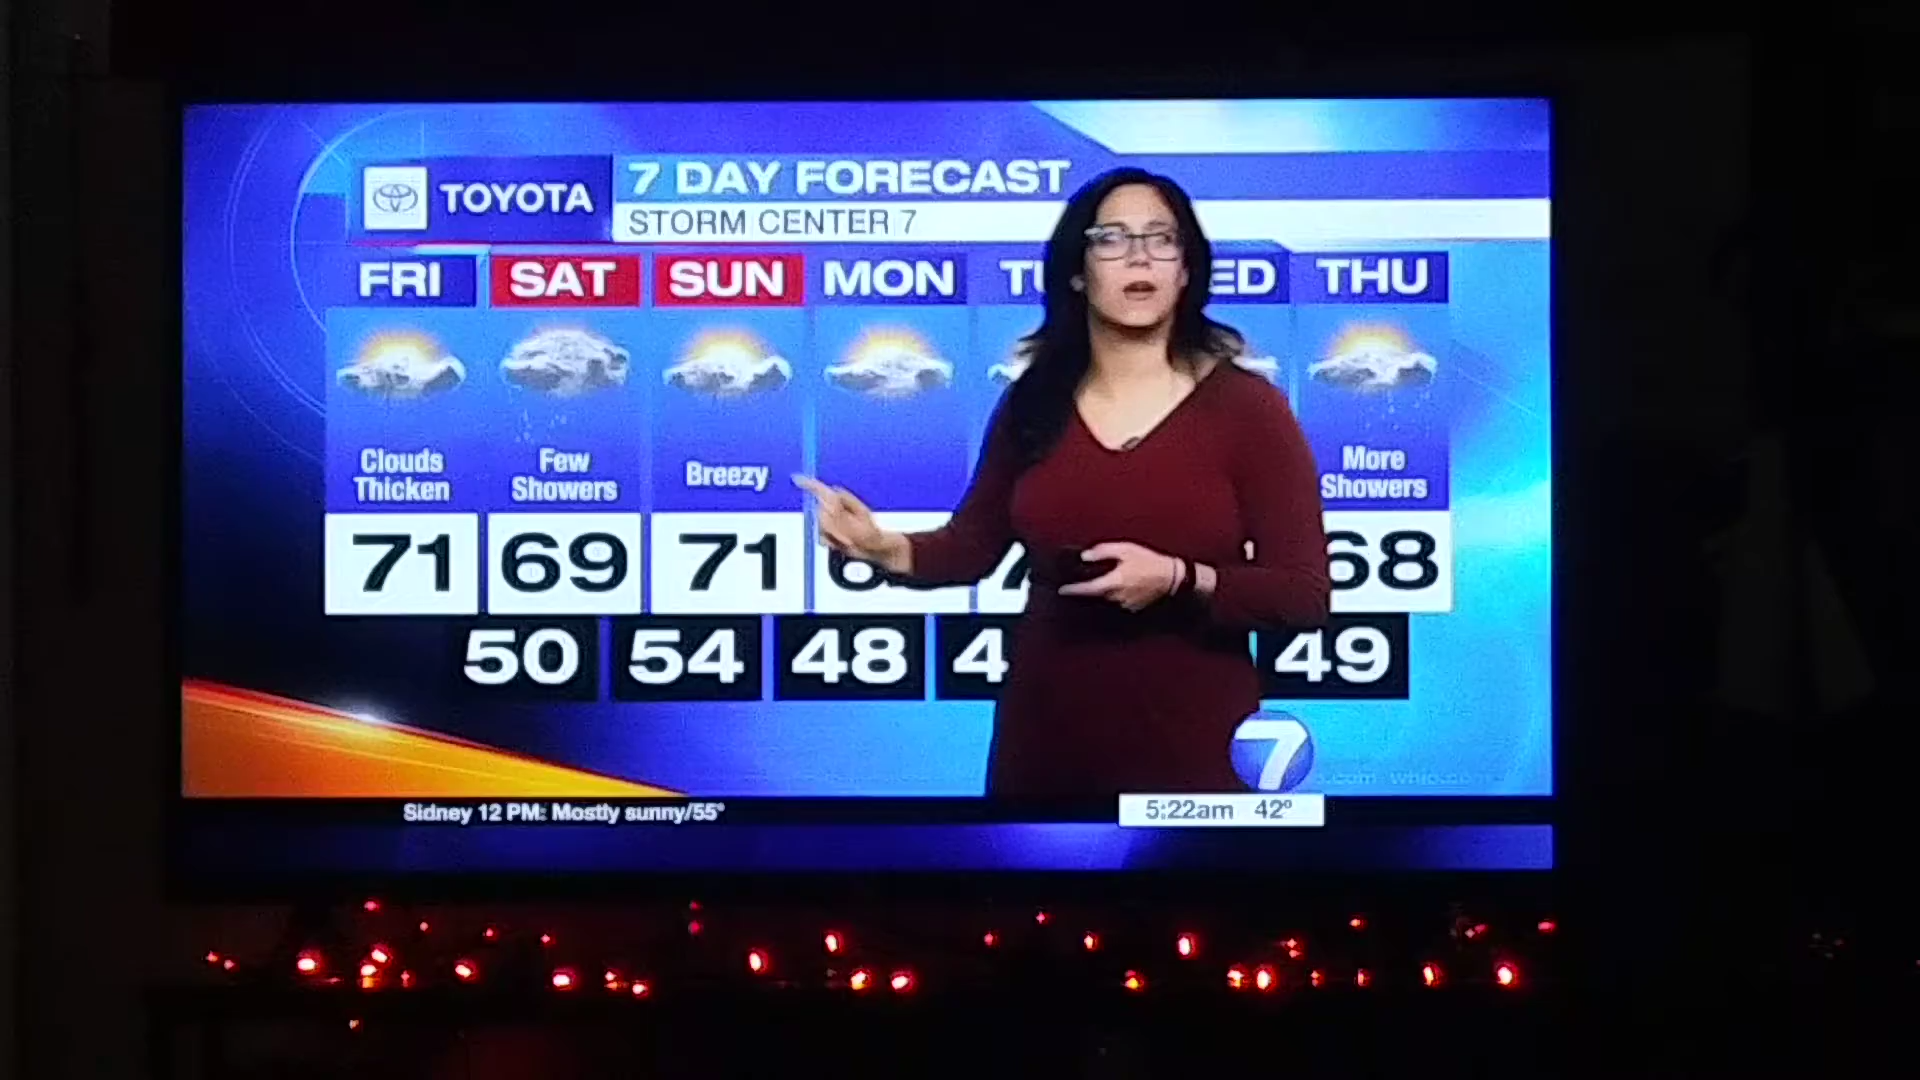 TOYOTA
7 DAY FORECAST
STORM CENTER 7
FRI SAT SUN MON THU
Clouds Thicken
Few Showers
Breezy
More Showers
71 69 71 68
50 54 48 49
7
Sidney 12 PM: Mostly sunny/55°
5:22am 42°